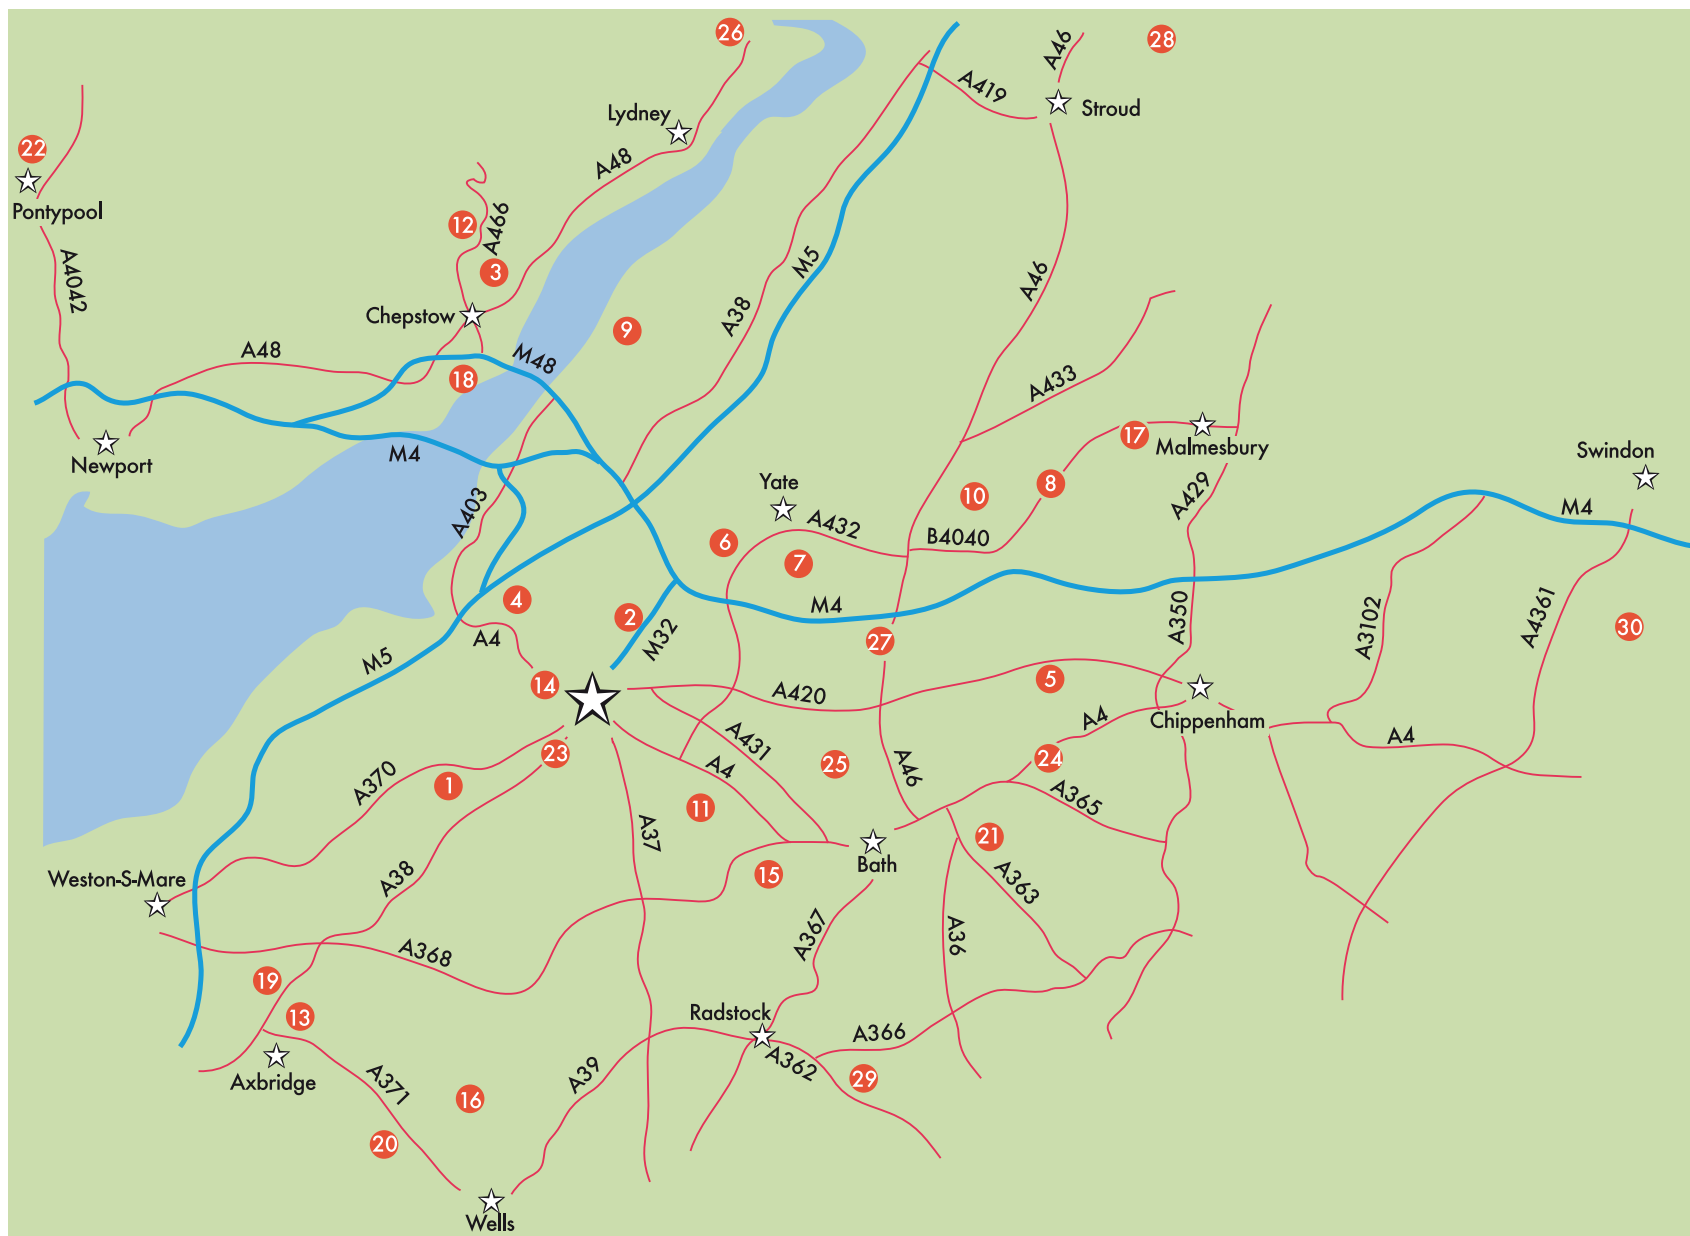 26
28
A46
A419
Stroud
Lydney
22
A48
Pontypool
12
A466
A4042
3
M5
A46
Chepstow
9
A38
A48
M48
18
A433
17
Malmesbury
Newport
M4
Swindon
Yate
8
10
A429
A403
A432
M4
6
7
B4040
4
2
M4
A350
A3102
A4361
30
A4
M32
27
M5
14
A420
5
Chippenham
A4
23
A431
A4
24
A4
A370
1
25
A46
A365
11
A37
21
Bath
15
Weston-S-Mare
A38
A363
A367
A36
A368
19
13
Radstock
A366
A362
Axbridge
A371
A39
29
16
20
Wells